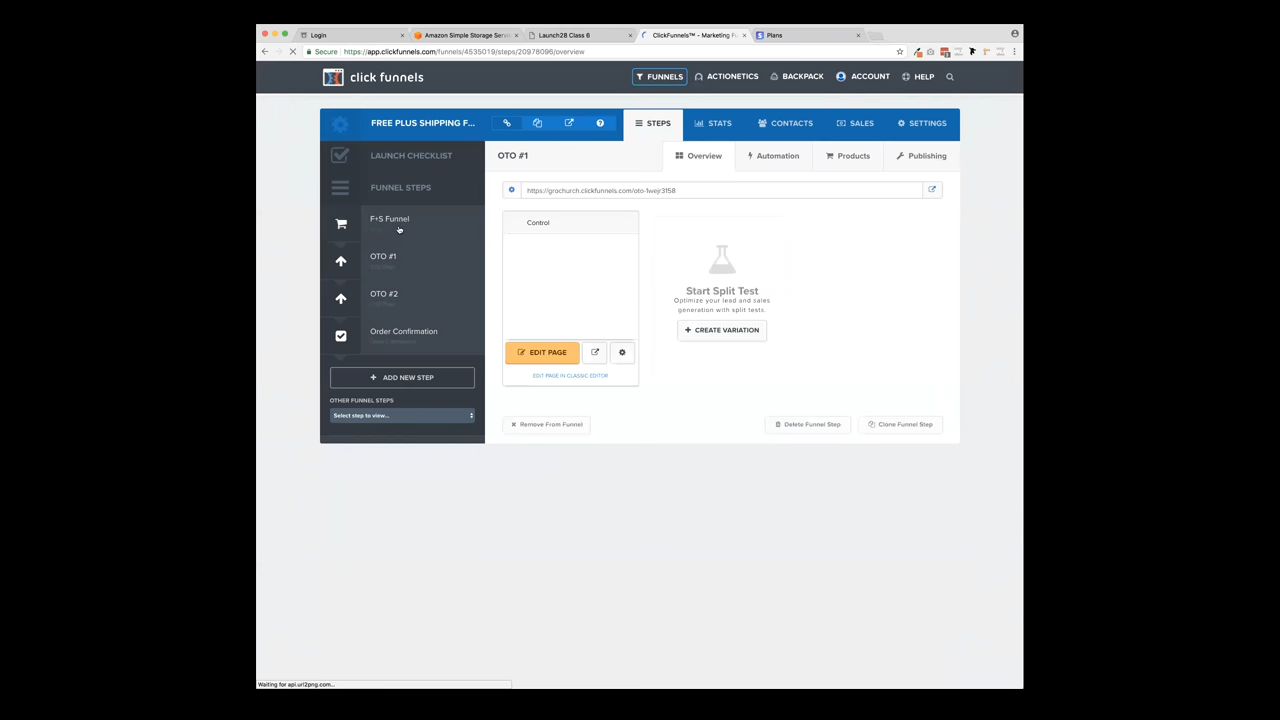 Login
Amazon Simple Storage Serv
Launch28 Class 6
ClickFunnels™ - Marketing Fu
Plans
Secure
https://app.clickfunnels.com/funnels/4535019/steps/20978096/overview
click funnels
FUNNELS
ACTIONETICS
BACKPACK
ACCOUNT
HELP
FREE PLUS SHIPPING F...
STEPS
STATS
CONTACTS
SALES
SETTINGS
LAUNCH CHECKLIST
OTO #1
Overview
Automation
Products
Publishing
FUNNEL STEPS
https://grochurch.clickfunnels.com/oto-1wejr3158
F+S Funnel
Control
OTO #1
Start Split Test
Optimize your lead and sales
generation with split tests.
OTO #2
CREATE VARIATION
Order Confirmation
EDIT PAGE
EDIT PAGE IN CLASSIC EDITOR
ADD NEW STEP
OTHER FUNNEL STEPS
Select step to view...
Remove From Funnel
Delete Funnel Step
Clone Funnel Step
Waiting for api.url2png.com...